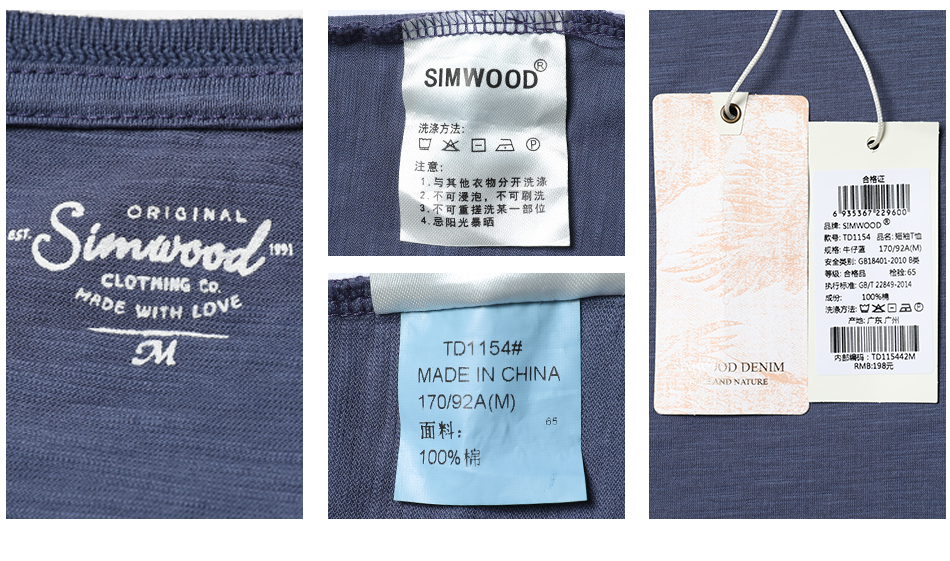 ORIGINAL
EST. Simwood 1991
CLOTHING CO.
MADE WITH LOVE
M
SIMWOOD®
洗涤方法:
P
注意:
1.与其他衣物分开洗涤
2.不可浸泡，不可刷洗
3.不可重搓洗某一部位
4.忌阳光暴晒
TD1154#
MADE IN CHINA
170/92A(M)
65
面料:
100%棉
OOD DENIM
LAND NATURE
合格证
6 935367 229600
品牌: SIMWOOD ®
款号: TD1154 品名: 短袖T恤
规格: 牛仔蓝 170/92A(M)
安全类别: GB18401-2010 B类
等级: 合格品 检验: 65
执行标准: GB/T 22849-2014
成份: 100%棉
洗涤方法: P
产地: 广东 广州
内部编码: TD115442M
RMB:198元